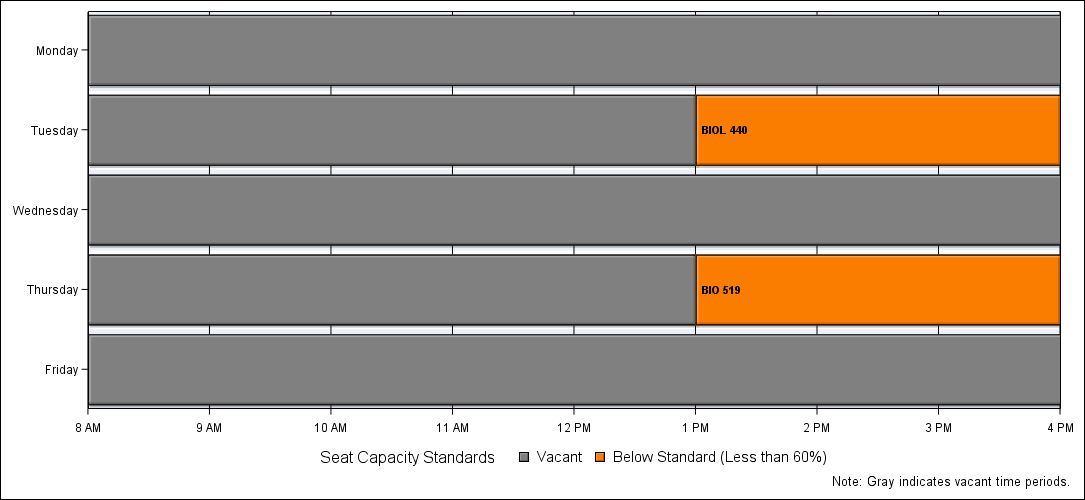 Monday
Tuesday
BIOL 440
Wednesday
Thursday
BIO 519
Friday
8 AM 9 AM 10 AM 11 AM 12 PM 1 PM 2 PM 3 PM 4 PM
Seat Capacity Standards Vacant Below Standard (Less than 60%)
Note: Gray indicates vacant time periods.